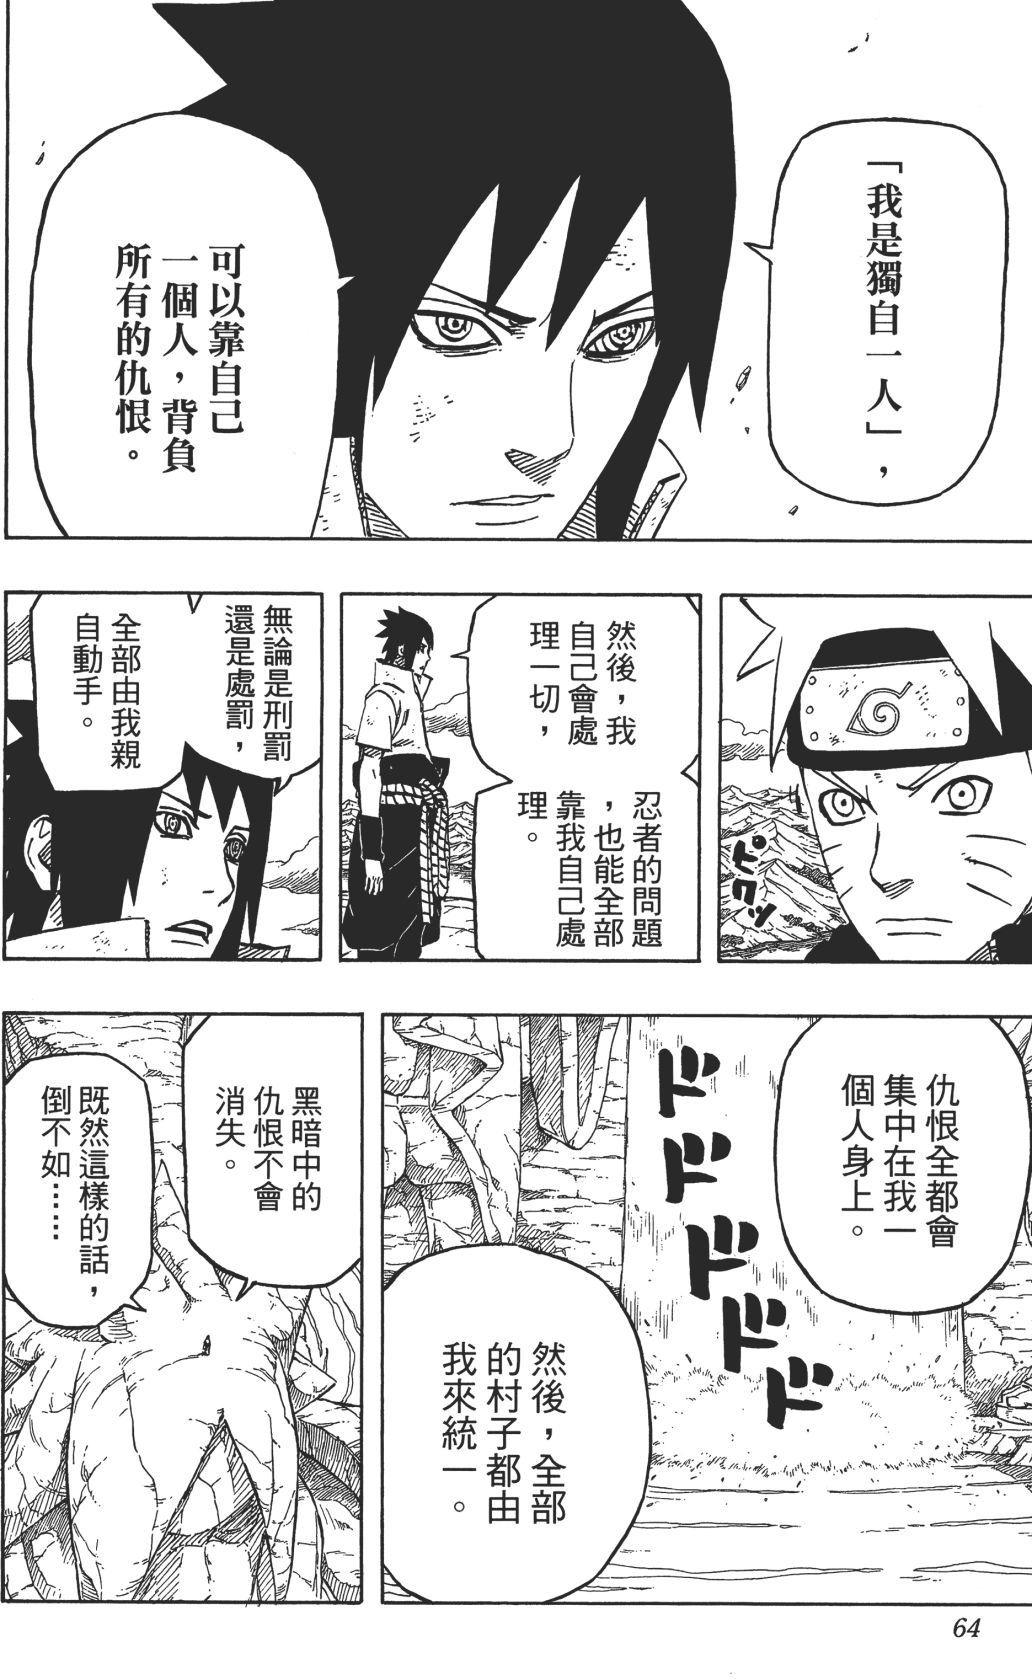 「我是獨自一人」，
可以靠自己
一個人，背負
所有的仇恨。
ピクッ
然後，我
自己會處
理一切，
忍者的問題
，也能全部
靠我自己處
理。
無論是刑罰
還是處罰，
全部由我親
自動手。
仇恨全都會
集中在我一
個人身上。
ドドドドド
然後，全部
的村子都由
我來統一。
黑暗中的
仇恨不會
消失。
既然這樣的話，
倒不如……
64